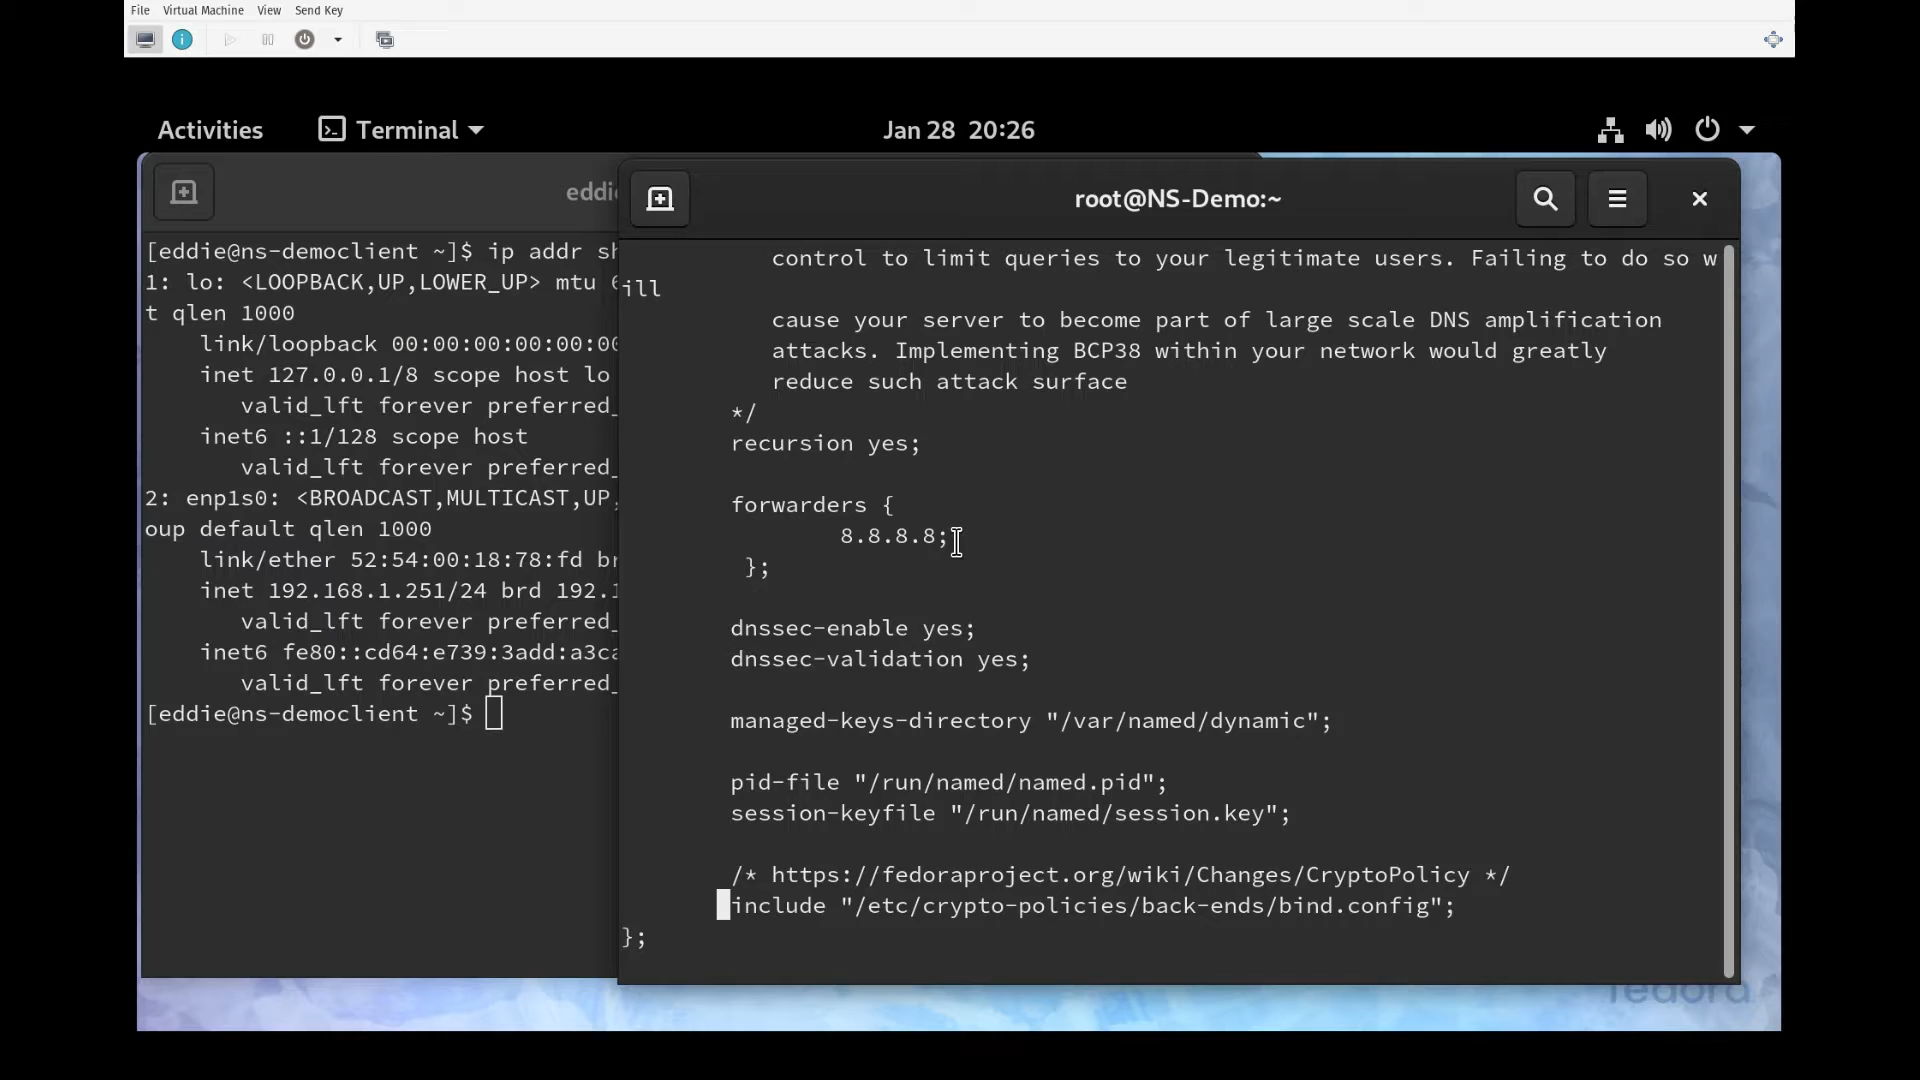 File Virtual Machine View Send Key
Activities Terminal Jan 28 20:26
[eddie@ns-democlient ~]$ ip addr sh
1: lo: <LOOPBACK,UP,LOWER_UP> mtu
t qlen 1000
link/loopback 00:00:00:00:00:00
inet 127.0.0.1/8 scope host lo
valid_lft forever preferred_
inet6 ::1/128 scope host
valid_lft forever preferred_
2: enp1s0: <BROADCAST,MULTICAST,UP,
oup default qlen 1000
link/ether 52:54:00:18:78:fd br
inet 192.168.1.251/24 brd 192.1
valid_lft forever preferred_
inet6 fe80::cd64:e739:3add:a3ca
valid_lft forever preferred_
[eddie@ns-democlient ~]$
root@NS-Demo:~
control to limit queries to your legitimate users. Failing to do so w
ill
cause your server to become part of large scale DNS amplification
attacks. Implementing BCP38 within your network would greatly
reduce such attack surface
*/
recursion yes;
forwarders {
8.8.8.8;
};
dnssec-enable yes;
dnssec-validation yes;
managed-keys-directory "/var/named/dynamic";
pid-file "/run/named/named.pid";
session-keyfile "/run/named/session.key";
/* https://fedoraproject.org/wiki/Changes/CryptoPolicy */
include "/etc/crypto-policies/back-ends/bind.config";
};
fedora